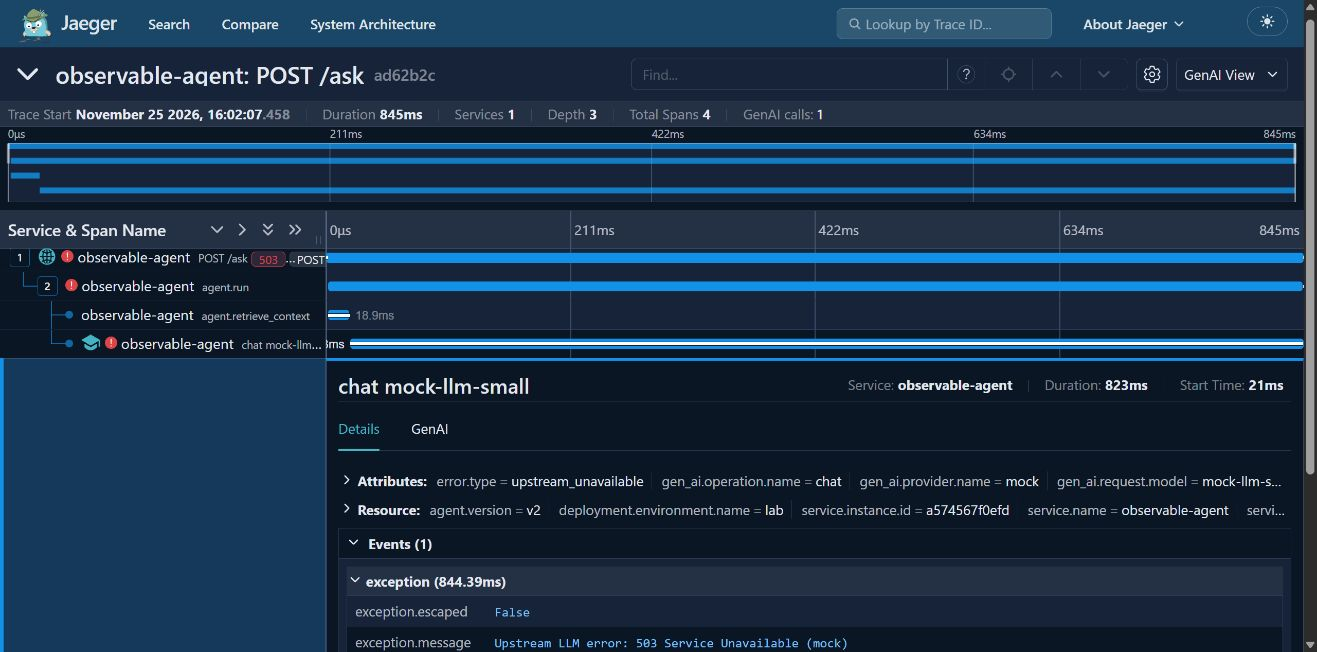 Jaeger Search Compare System Architecture Lookup by Trace ID... About Jaeger
observable-agent: POST /ask ad62b2c Find... ? GenAI View
Trace Start November 25 2026, 16:02:07.458 Duration 845ms Services 1 Depth 3 Total Spans 4 GenAI calls: 1
0µs 211ms 422ms 634ms 845ms
Service & Span Name 0µs 211ms 422ms 634ms 845ms
1 ! observable-agent POST /ask 503 ... POST
2 ! observable-agent agent.run
observable-agent agent.retrieve_context 18.9ms
! observable-agent chat mock-llm... 3ms
chat mock-llm-small Service: observable-agent Duration: 823ms Start Time: 21ms
Details GenAI
Attributes: error.type = upstream_unavailable gen_ai.operation.name = chat gen_ai.provider.name = mock gen_ai.request.model = mock-llm-s...
Resource: agent.version = v2 deployment.environment.name = lab service.instance.id = a574567f0efd service.name = observable-agent servi...
Events (1)
exception (844.39ms)
exception.escaped False
exception.message Upstream LLM error: 503 Service Unavailable (mock)